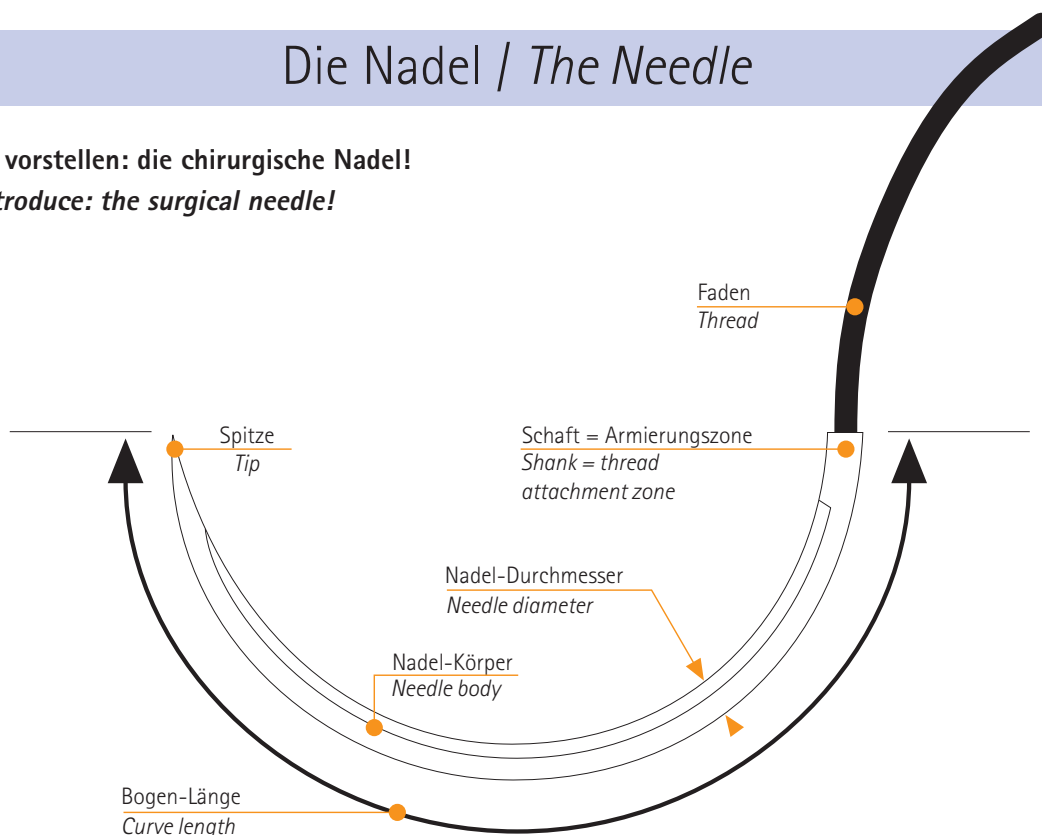 Die Nadel / The Needle
vorstellen: die chirurgische Nadel!
troduce: the surgical needle!
Faden
Thread
Spitze
Tip
Schaft = Armierungszone
Shank = thread
attachment zone
Nadel-Durchmesser
Needle diameter
Nadel-Körper
Needle body
Bogen-Länge
Curve length